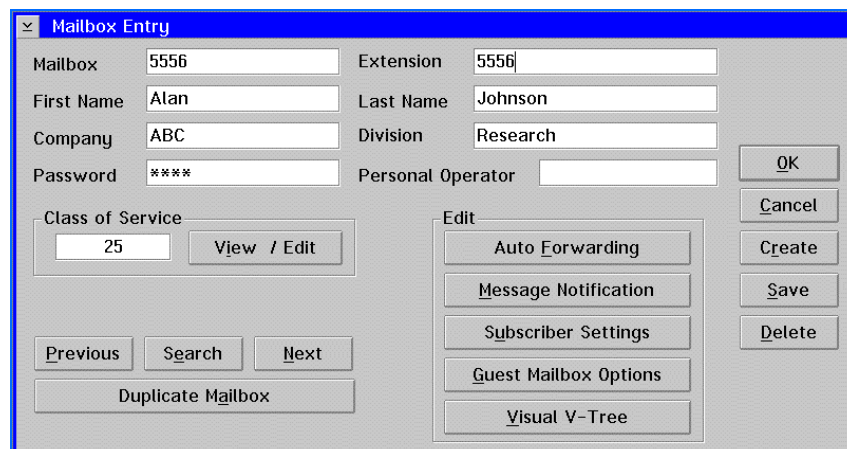 Mailbox Entry
Mailbox 5556 Extension 5556
First Name Alan Last Name Johnson
Company ABC Division Research
Password **** Personal Operator
OK
Cancel
Create
Save
Delete
Class of Service
25 View / Edit
Edit
Auto Forwarding
Message Notification
Subscriber Settings
Guest Mailbox Options
Visual V-Tree
Previous Search Next
Duplicate Mailbox